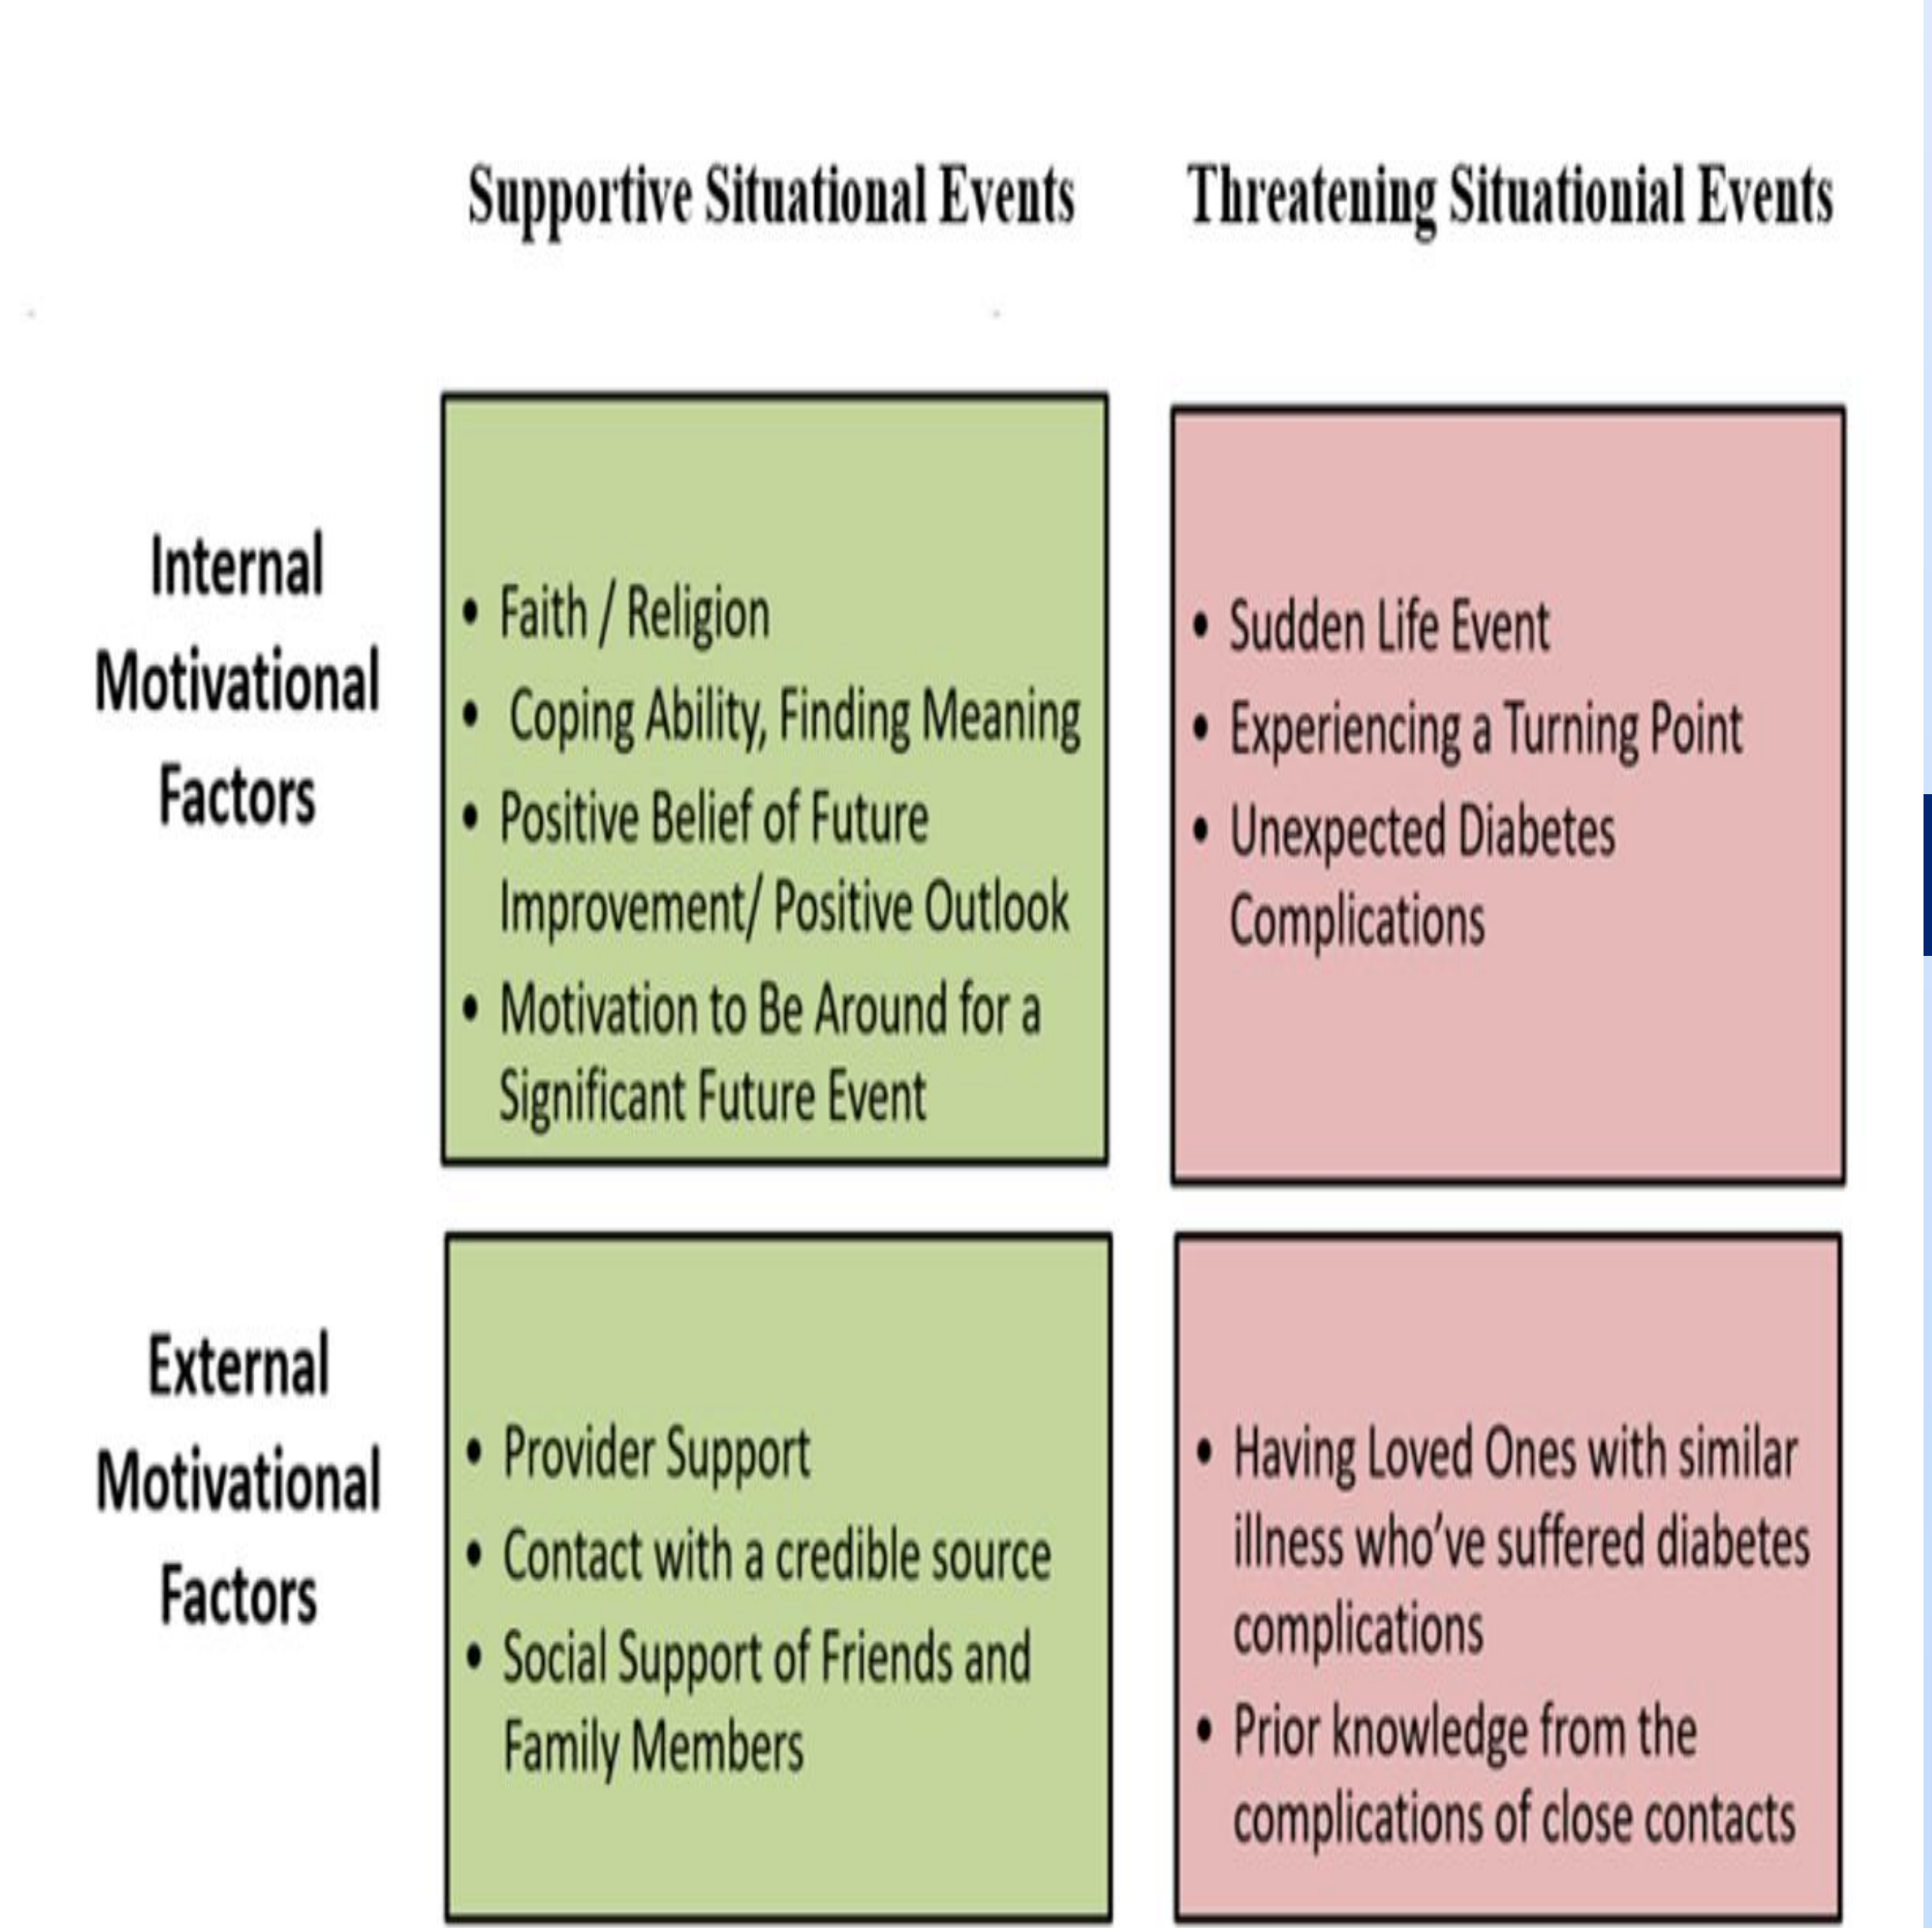 Supportive Situational Events
Threatening Situationial Events
Internal
Motivational
Factors
• Faith / Religion
• Coping Ability, Finding Meaning
• Positive Belief of Future
Improvement/ Positive Outlook
• Motivation to Be Around for a
Significant Future Event
• Sudden Life Event
• Experiencing a Turning Point
• Unexpected Diabetes
Complications
External
Motivational
Factors
• Provider Support
• Contact with a credible source
• Social Support of Friends and
Family Members
• Having Loved Ones with similar
illness who’ve suffered diabetes
complications
• Prior knowledge from the
complications of close contacts